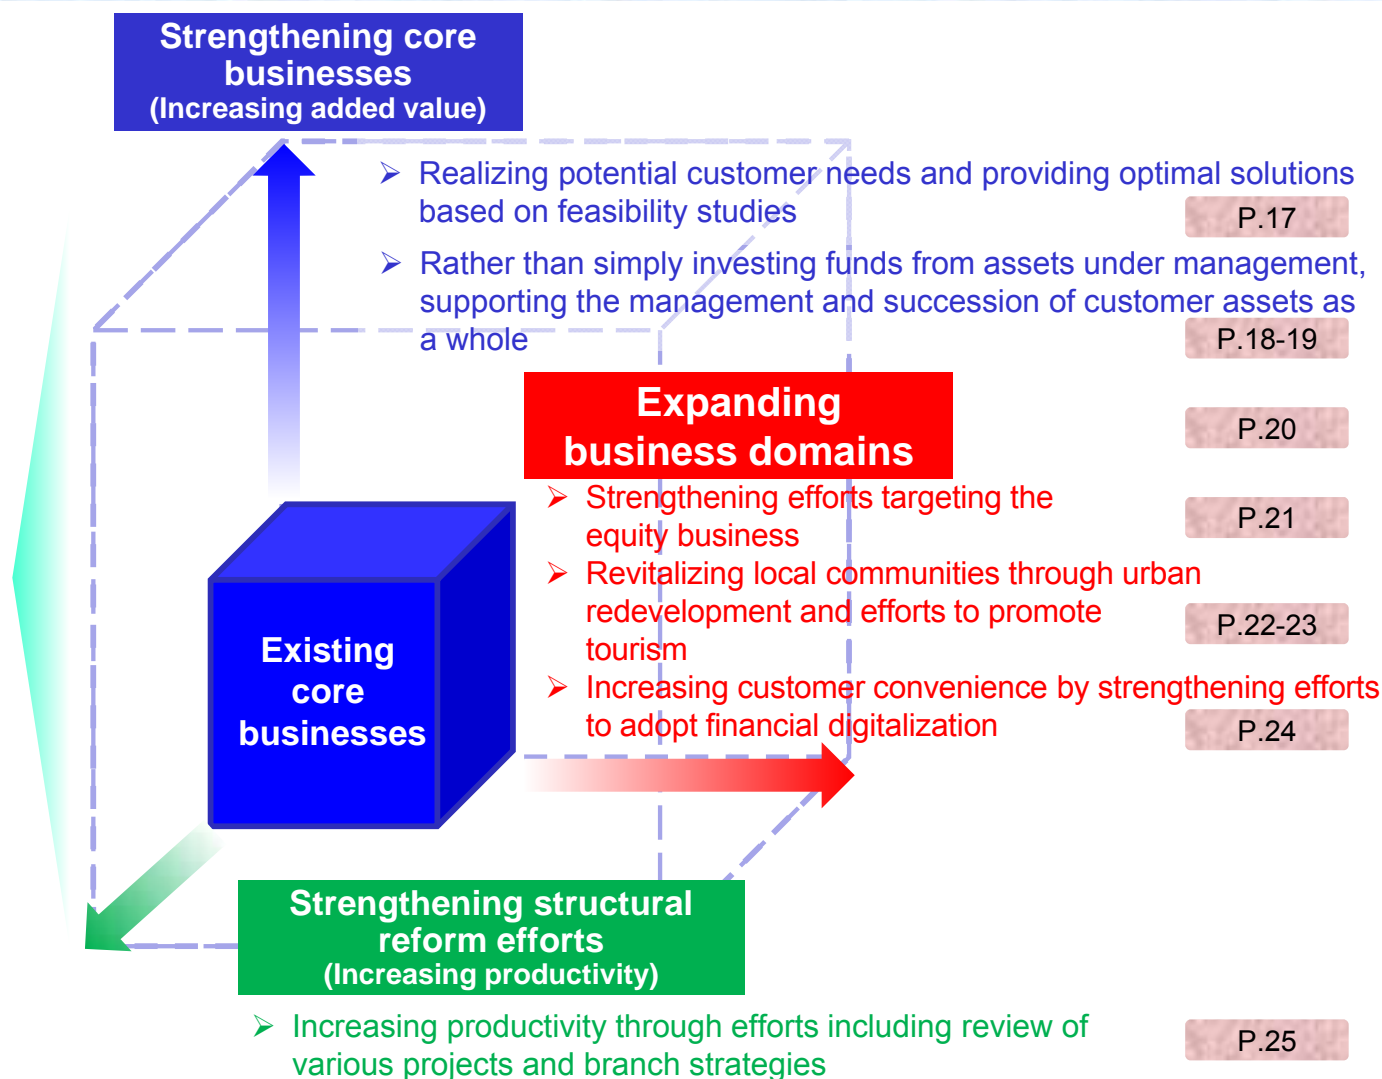 Strengthening core
businesses
(Increasing added value)
➢ Realizing potential customer needs and providing optimal solutions
based on feasibility studies
P.17
➢ Rather than simply investing funds from assets under management,
supporting the management and succession of customer assets as
a whole
P.18-19
Expanding
business domains
P.20
➢ Strengthening efforts targeting the
equity business
P.21
➢ Revitalizing local communities through urban
redevelopment and efforts to promote
tourism
P.22-23
➢ Increasing customer convenience by strengthening efforts
to adopt financial digitalization
P.24
Existing
core
businesses
Strengthening structural
reform efforts
(Increasing productivity)
➢ Increasing productivity through efforts including review of
various projects and branch strategies
P.25